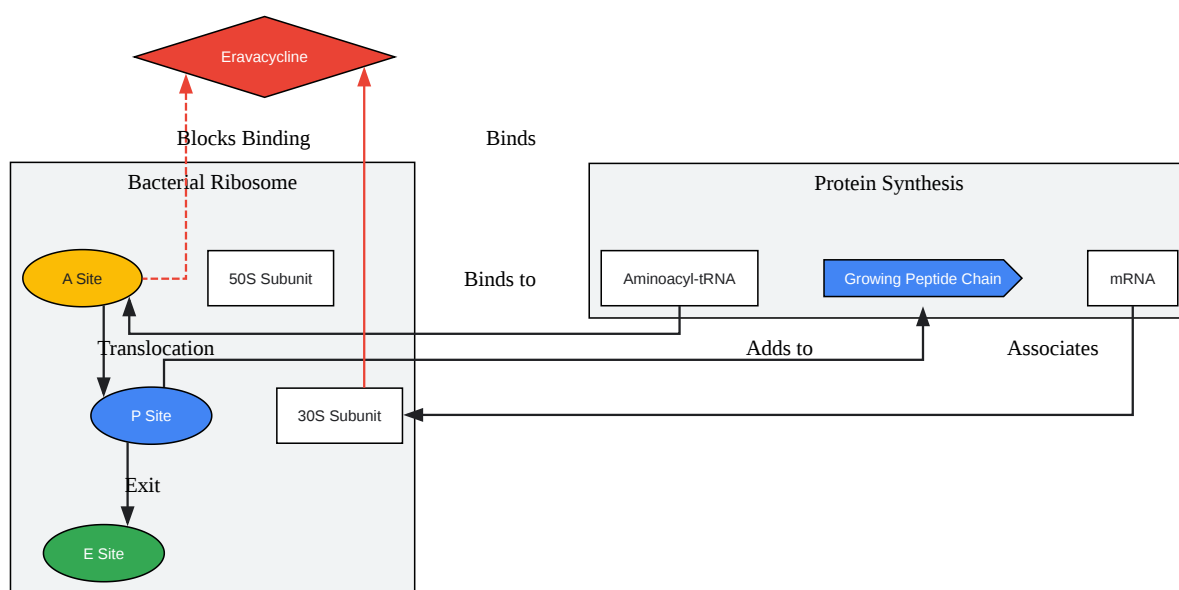 Eravacycline
Blocks Binding
Binds
Bacterial Ribosome
Protein Synthesis
A Site
50S Subunit
Binds to
Aminoacyl-tRNA
Growing Peptide Chain
mRNA
Translocation
Adds to
Associates
P Site
30S Subunit
Exit
E Site